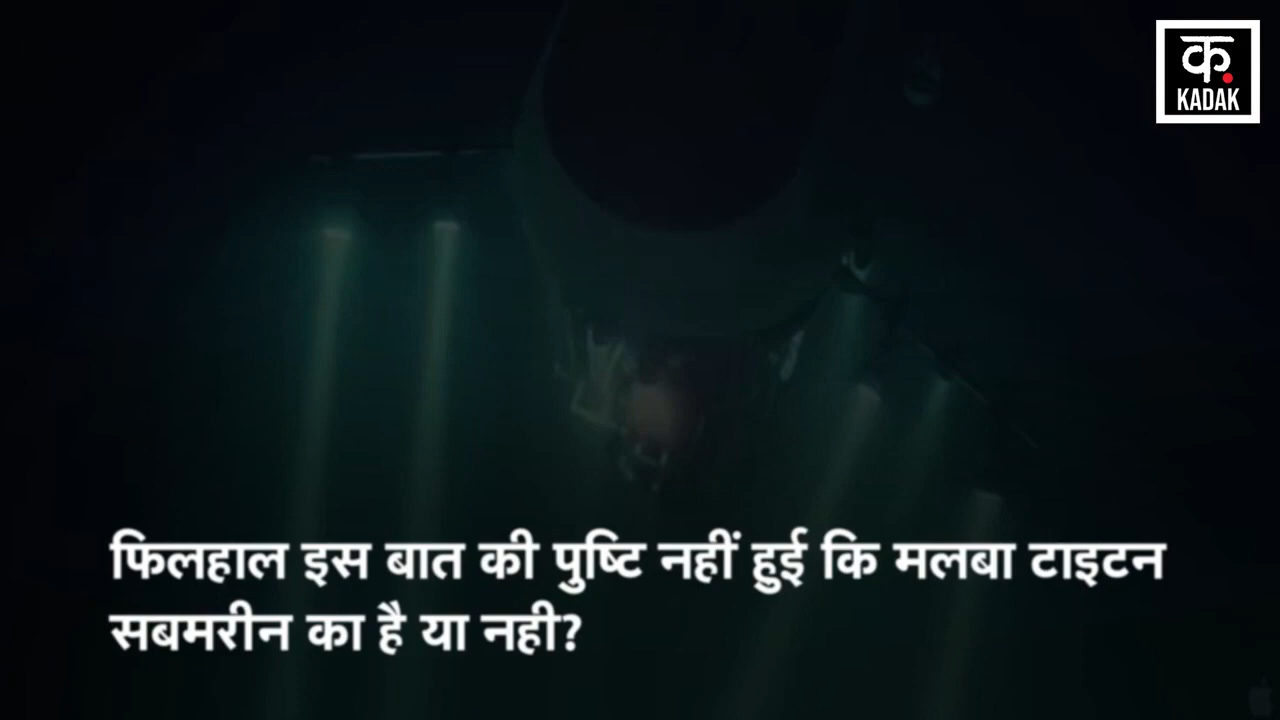 क.
KADAK
फिलहाल इस बात की पुष्टि नहीं हुई कि मलबा टाइटन
सबमरीन का है या नही?